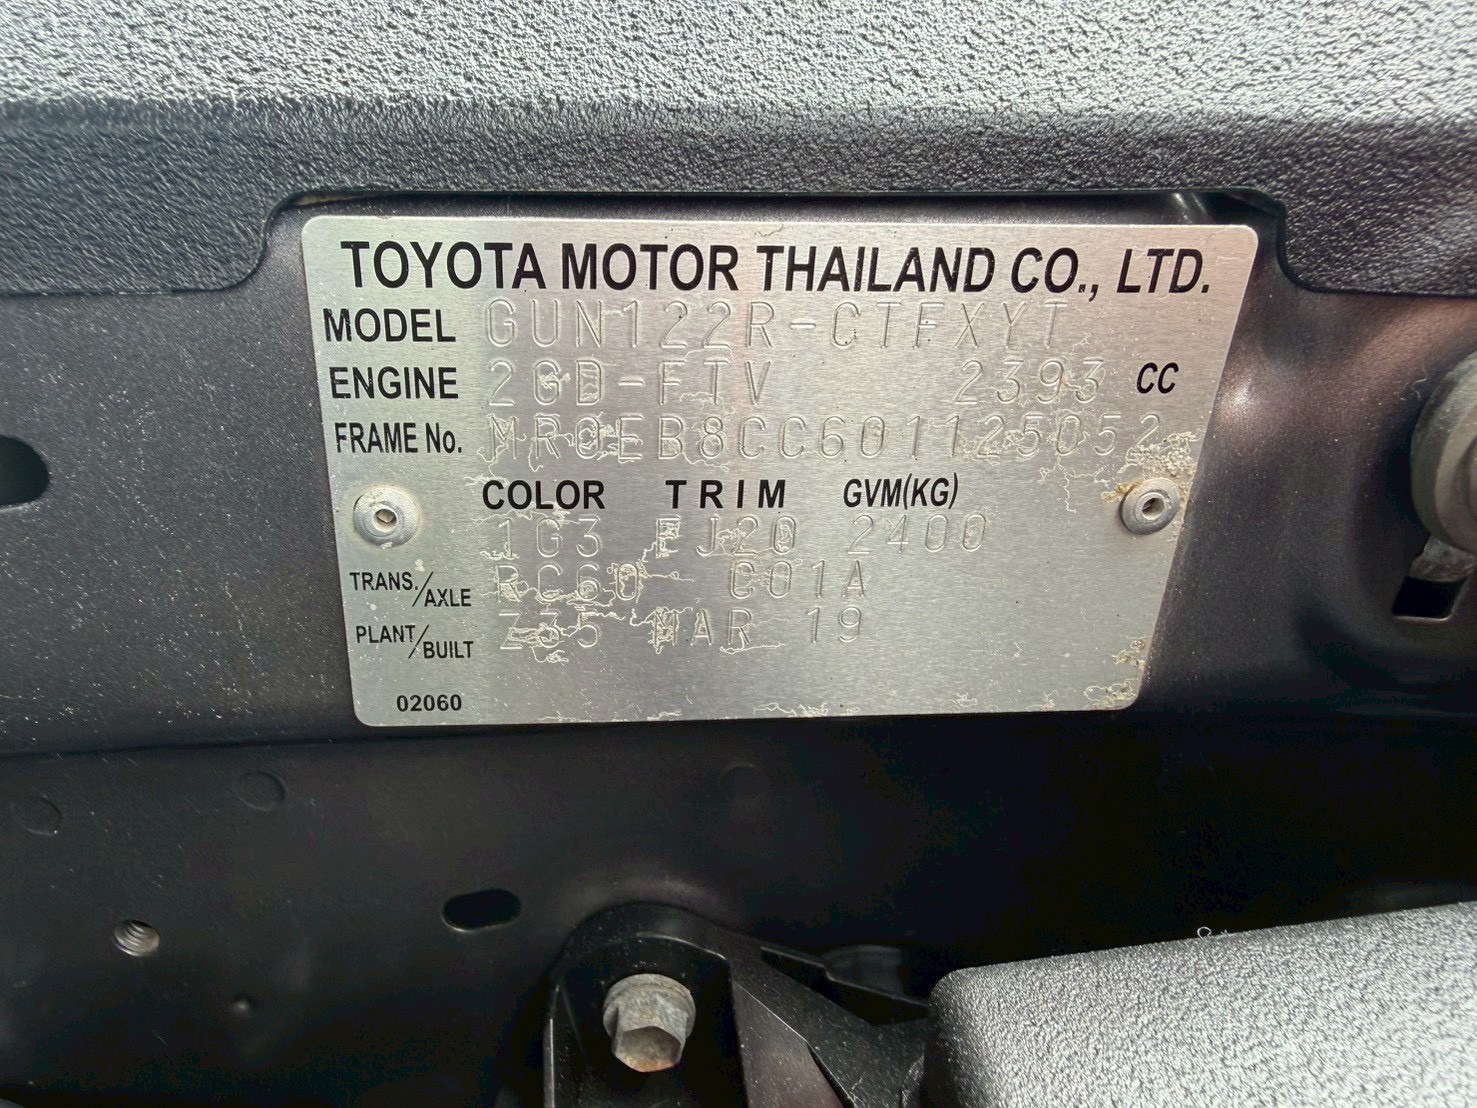 TOYOTA MOTOR THAILAND CO., LTD.
MODEL GUN122R-CTFXYT
ENGINE 2GD-FTV 2393 CC
FRAME No. MR0EB8CC601125052
COLOR TRIM GVM(KG)
1G3 EJ20 2400
TRANS./AXLE RC60 C01A
PLANT/BUILT Z35 MAR 19
02060